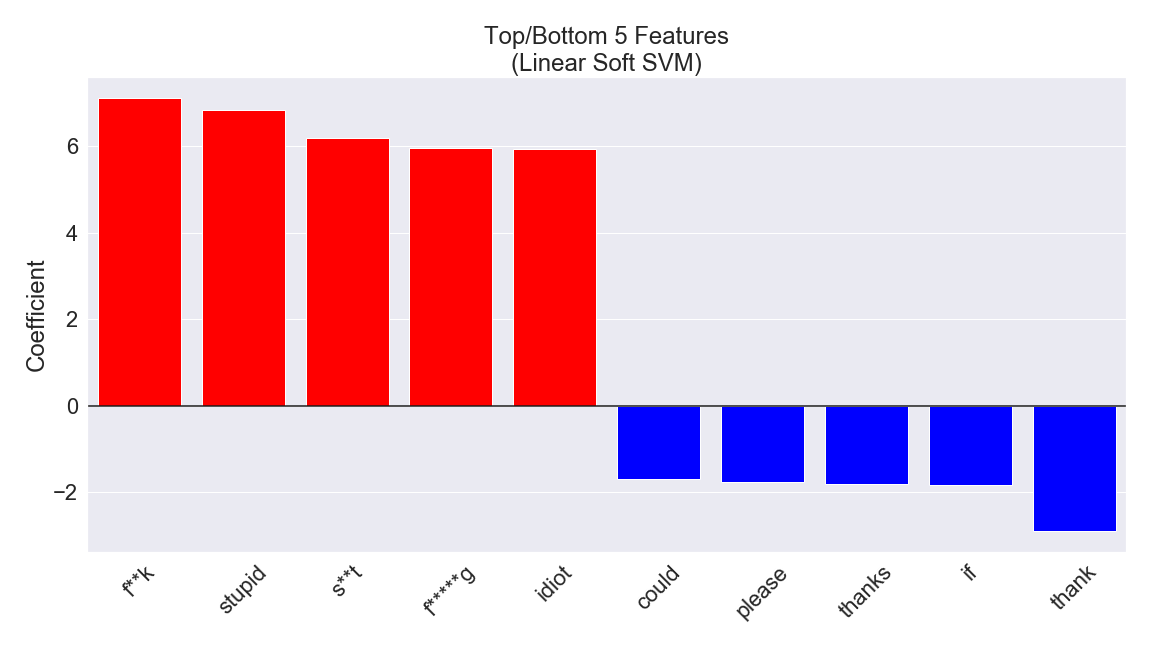 Top/Bottom 5 Features
(Linear Soft SVM)
Coefficient
6
4
2
0
−2
f**k
stupid
s**t
f*****g
idiot
could
please
thanks
if
thank